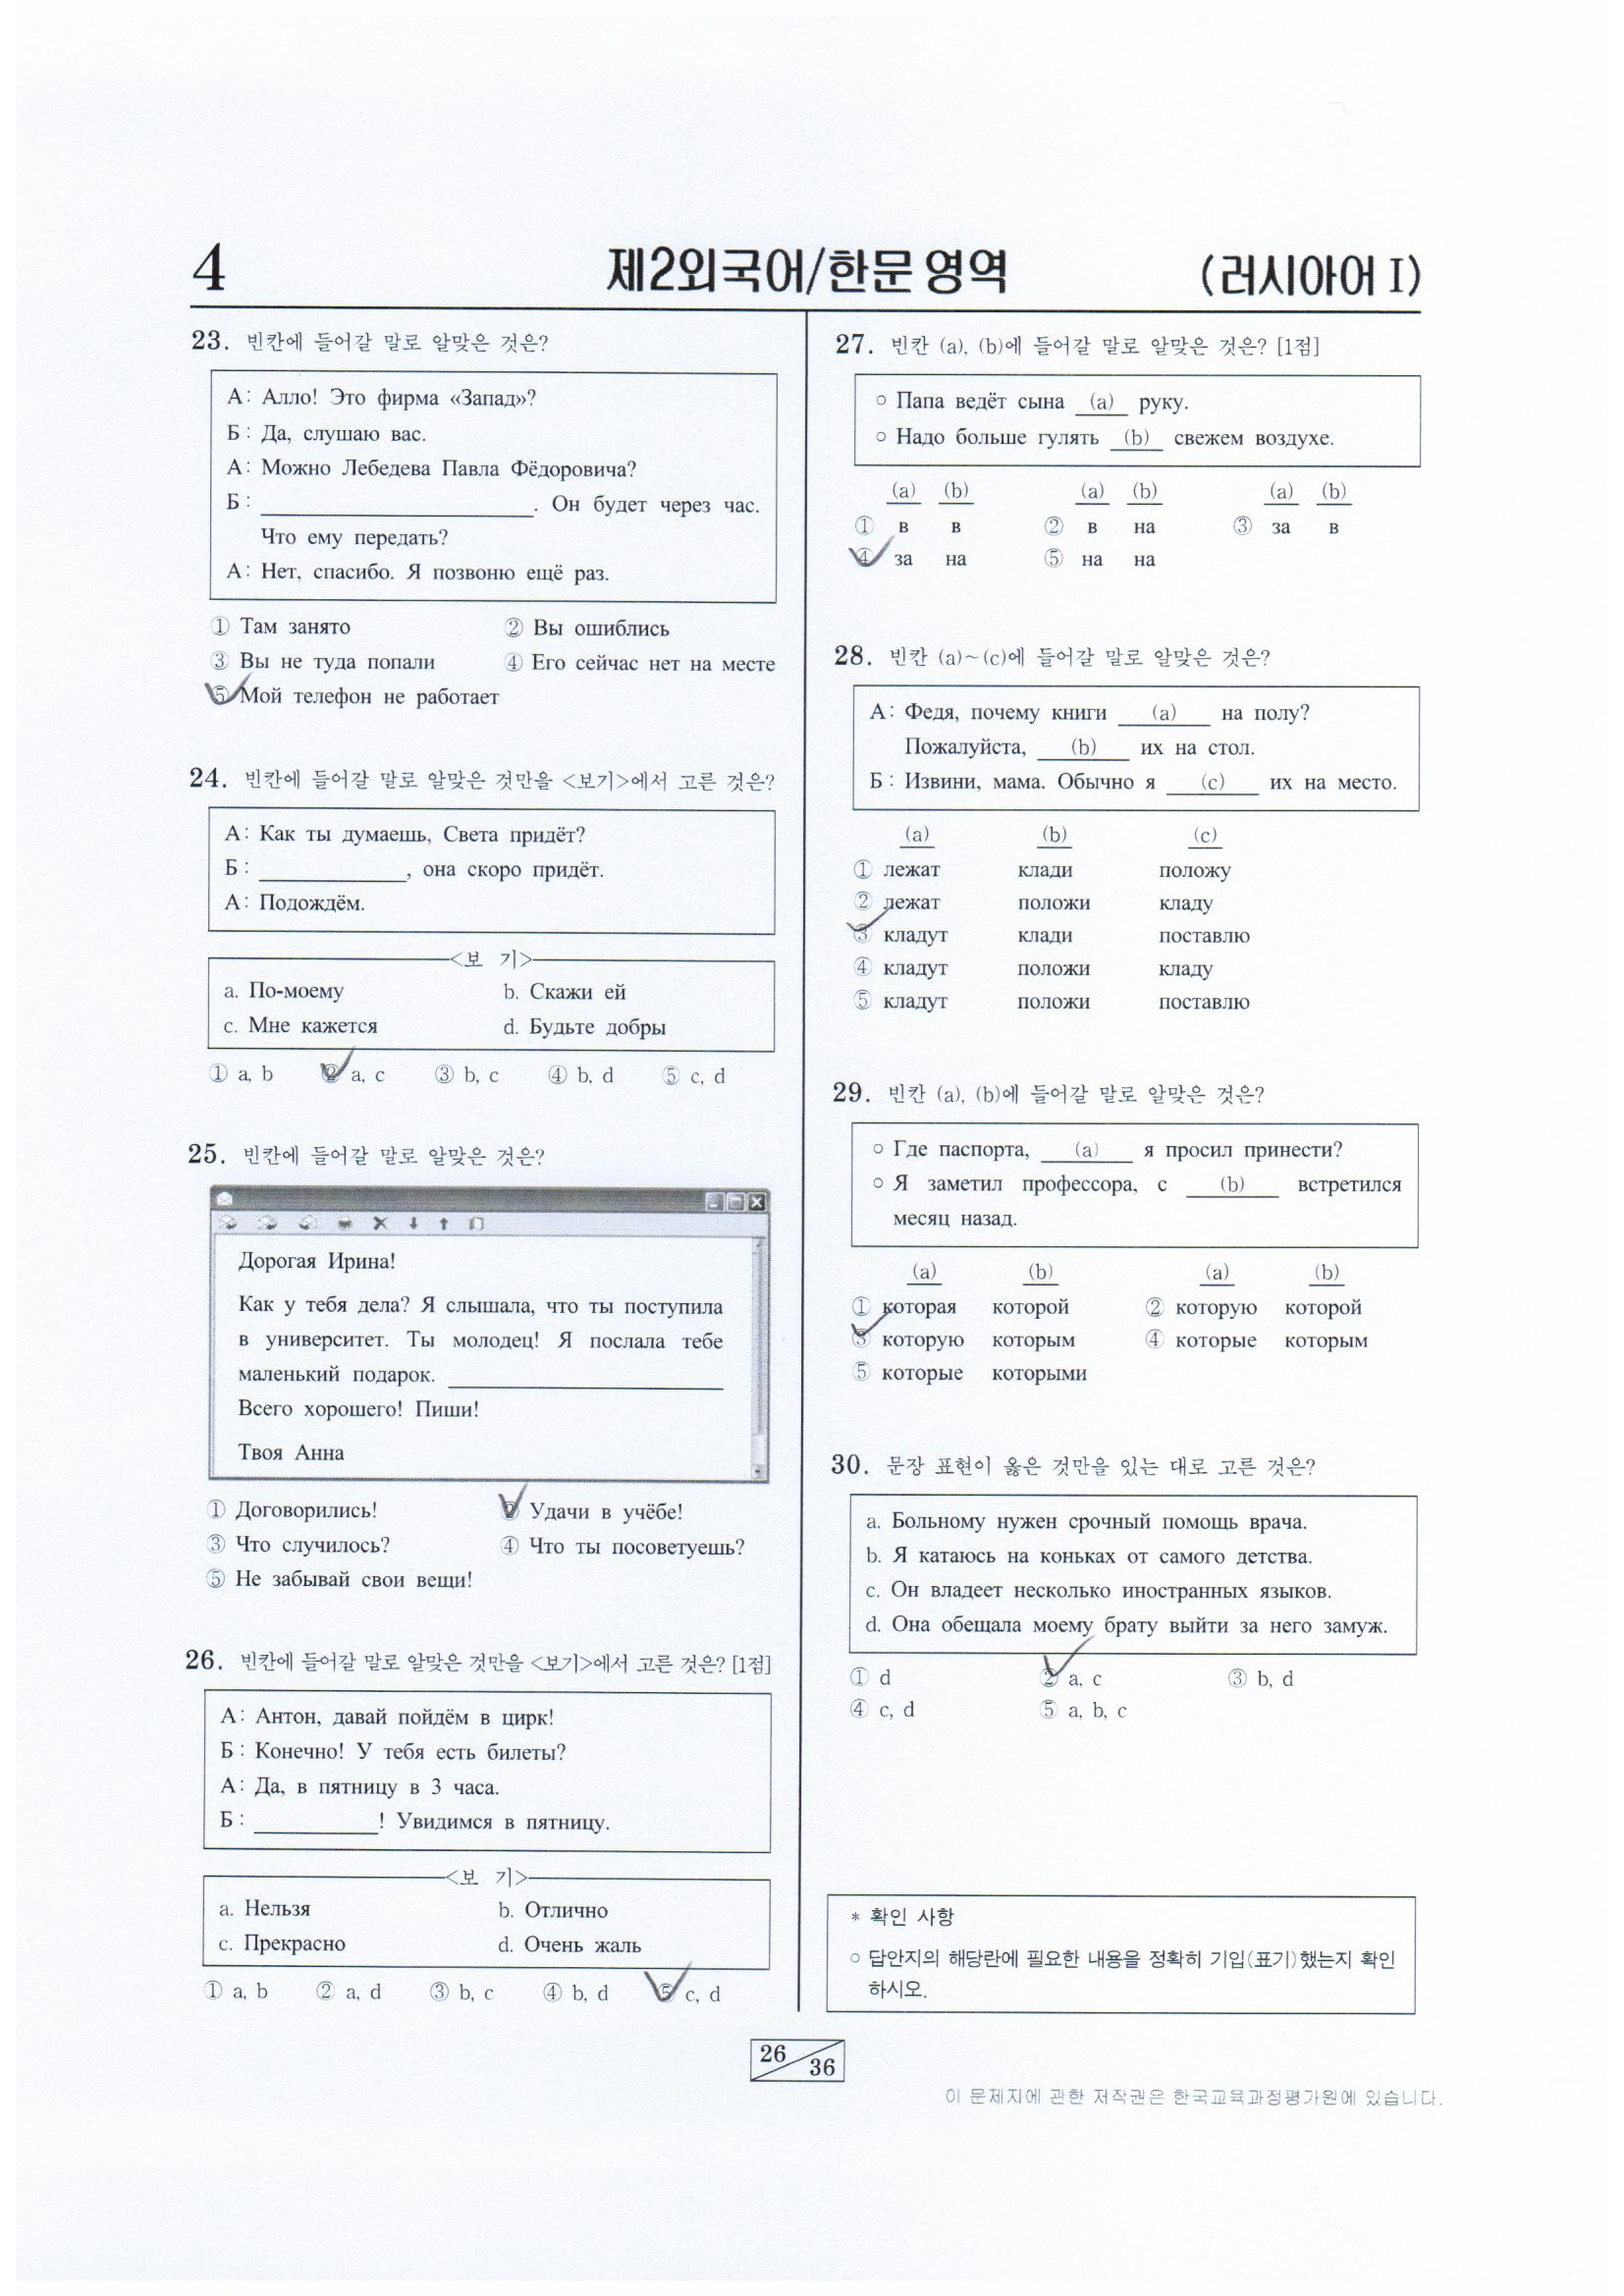 4
제2외국어/한문 영역
(러시아어 I)
23. 빈칸에 들어갈 말로 알맞은 것은?
А: Алло! Это фирма «Запад»?
Б: Да, слушаю вас.
А: Можно Лебедева Павла Фёдоровича?
Б: ____________________. Он будет через час.
Что ему передать?
А: Нет, спасибо. Я позвоню ещё раз.
① Там занято ② Вы ошиблись
③ Вы не туда попали ④ Его сейчас нет на месте
⑤ Мой телефон не работает
24. 빈칸에 들어갈 말로 알맞은 것만을 <보기>에서 고른 것은?
А: Как ты думаешь, Света придёт?
Б: ___________, она скоро придёт.
А: Подождём.
<보 기>
a. По-моему b. Скажи ей
c. Мне кажется d. Будьте добры
① a, b ② a, c ③ b, c ④ b, d ⑤ c, d
25. 빈칸에 들어갈 말로 알맞은 것은?
Дорогая Ирина!
Как у тебя дела? Я слышала, что ты поступила
в университет. Ты молодец! Я послала тебе
маленький подарок. ____________________
Всего хорошего! Пиши!
Твоя Анна
① Договорились! ② Удачи в учёбе!
③ Что случилось? ④ Что ты посоветуешь?
⑤ Не забывай свои вещи!
26. 빈칸에 들어갈 말로 알맞은 것만을 <보기>에서 고른 것은? [1점]
А: Антон, давай пойдём в цирк!
Б: Конечно! У тебя есть билеты?
А: Да, в пятницу в 3 часа.
Б: _________! Увидимся в пятницу.
<보 기>
a. Нельзя b. Отлично
c. Прекрасно d. Очень жаль
① a, b ② a, d ③ b, c ④ b, d ⑤ c, d
27. 빈칸 (a), (b)에 들어갈 말로 알맞은 것은? [1점]
○ Папа ведёт сына (a) руку.
○ Надо больше гулять (b) свежем воздухе.
(a) (b) (a) (b) (a) (b)
① в в ② в на ③ за в
④ за на ⑤ на на
28. 빈칸 (a)~(c)에 들어갈 말로 알맞은 것은?
А: Федя, почему книги (a) на полу?
Пожалуйста, (b) их на стол.
Б: Извини, мама. Обычно я (c) их на место.
(a) (b) (c)
① лежат клади положу
② лежат положи кладу
③ кладут клади поставлю
④ кладут положи кладу
⑤ кладут положи поставлю
29. 빈칸 (a), (b)에 들어갈 말로 알맞은 것은?
○ Где паспорта, (a) я просил принести?
○ Я заметил профессора, с (b) встретился
месяц назад.
(a) (b) (a) (b)
① которая которой ② которую которой
③ которую которым ④ которые которым
⑤ которые которыми
30. 문장 표현이 옳은 것만을 있는 대로 고른 것은?
a. Больному нужен срочный помощь врача.
b. Я катаюсь на коньках от самого детства.
c. Он владеет несколько иностранных языков.
d. Она обещала моему брату выйти за него замуж.
① d ② a, c ③ b, d
④ c, d ⑤ a, b, c
* 확인 사항
○ 답안지의 해당란에 필요한 내용을 정확히 기입(표기)했는지 확인
하시오.
26 36
이 문제지에 관한 저작권은 한국교육과정평가원에 있습니다.